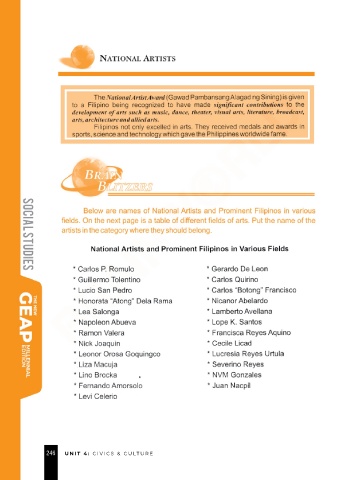 NATIONAL ARTISTS
The National Artist Award (Gawad Pambansang Alagad ng Sining) is given
to a Filipino being recognized to have made significant contributions to the
development of arts such as music, dance, theater, visual arts, literature, broadcast,
arts, architecture and allied arts.
Filipinos not only excelled in arts. They received medals and awards in
sports, science and technology which gave the Philippines worldwide fame.
BRAIN
BLITZERS
Below are names of National Artists and Prominent Filipinos in various
fields. On the next page is a table of different fields of arts. Put the name of the
artists in the category where they should belong.
National Artists and Prominent Filipinos in Various Fields
* Carlos P. Romulo
* Guillermo Tolentino
* Lucio San Pedro
* Honorata "Atong" Dela Rama
* Lea Salonga
* Napoleon Abueva
* Ramon Valera
* Nick Joaquin
* Leonor Orosa Goquingco
* Liza Macuja
* Lino Brocka
* Fernando Amorsolo
* Levi Celerio
* Gerardo De Leon
* Carlos Quirino
* Carlos "Botong" Francisco
* Nicanor Abelardo
* Lamberto Avellana
* Lope K. Santos
* Francisca Reyes Aquino
* Cecile Licad
* Lucresia Reyes Urtula
* Severino Reyes
* NVM Gonzales
* Juan Nacpil
SOCIAL STUDIES
THE NEW
GEAP
MILLENNIAL
EDITION
246 UNIT 4: CIVICS & CULTURE